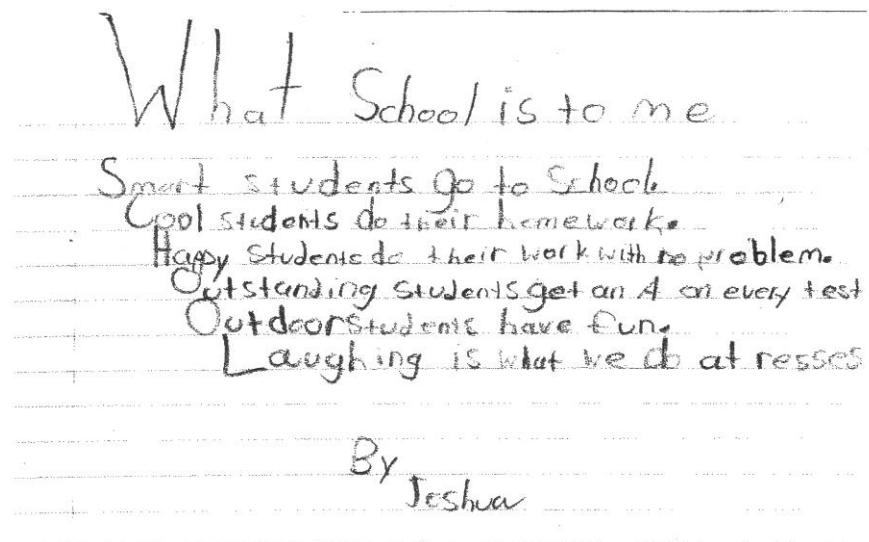 What School is to me
Smart students go to School.
Cool students do their homework.
Happy Students do their work with no problem.
Outstanding Students get an A on every test
Outdoor students have fun.
Laughing is what we do at resses
By
Joshua